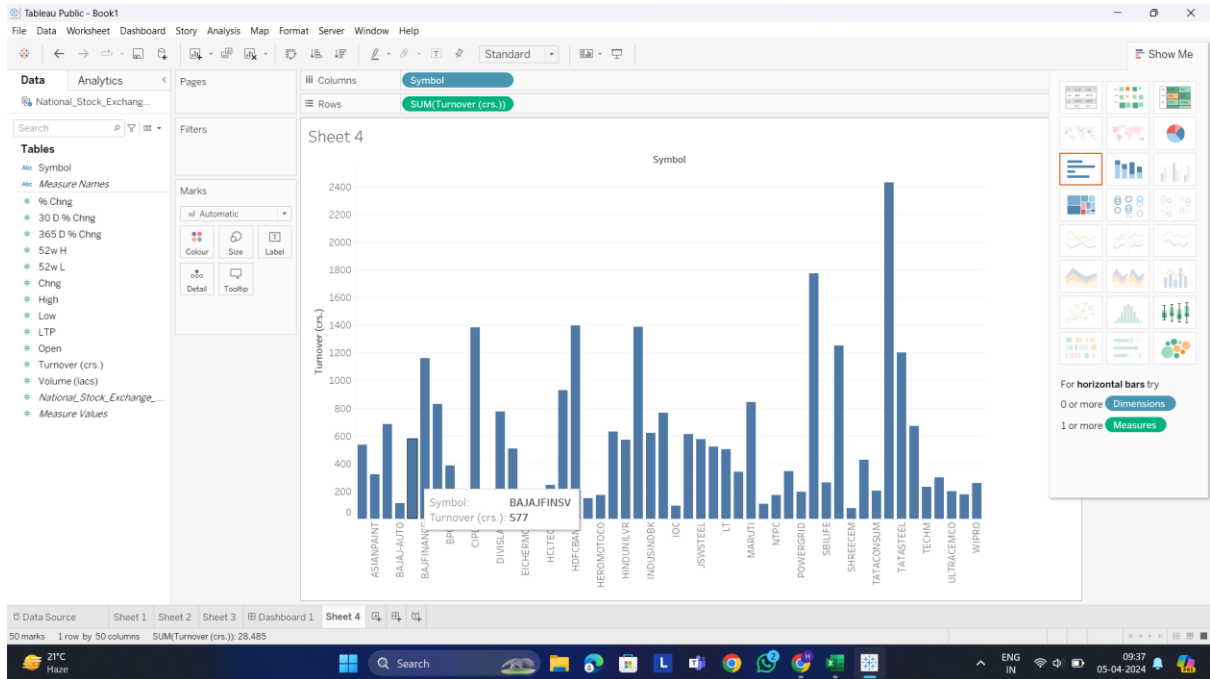 Tableau Public - Book1
File Data Worksheet Dashboard Story Analysis Map Format Server Window Help
Standard
Show Me
Data Analytics
National_Stock_Exchang...
Search
Tables
Abc Symbol
Abc Measure Names
# % Chng
# 30 D % Chng
# 365 D % Chng
# 52w H
# 52w L
# Chng
# High
# Low
# LTP
# Open
# Turnover (crs.)
# Volume (lacs)
# National_Stock_Exchange_...
# Measure Values
Pages
Filters
Marks
Automatic
Colour Size Label
Detail Tooltip
Columns Symbol
Rows SUM(Turnover (crs.))
Sheet 4
Symbol
Turnover (crs.)
2400
2200
2000
1800
1600
1400
1200
1000
800
600
400
200
0
Symbol: BAJAJFINSV
Turnover (crs.): 577
ASIANPAINT
BAJAJ-AUTO
BAJFINANCE
DIVISLA
EICHERMO
HCLTEC
HDFCBAN
HEROMOTOCO
HINDUNILVR
INDUSINDBK
IOC
JSWSTEEL
LT
MARUTI
NTPC
POWERGRID
SBILIFE
SHREECEM
TATACONSUM
TATASTEEL
TECHM
ULTRACEMCO
WIPRO
For horizontal bars try
0 or more Dimensions
1 or more Measures
Data Source Sheet 1 Sheet 2 Sheet 3 Dashboard 1 Sheet 4
50 marks 1 row by 50 columns SUM(Turnover (crs.)): 28.485
21°C
Haze
Search
ENG
IN
09:37
05-04-2024